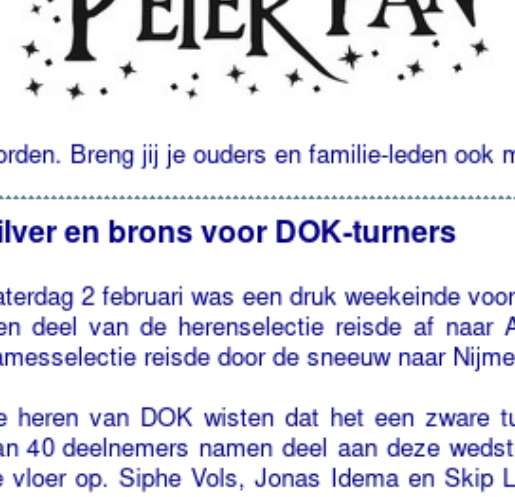 PETER PAN
orden. Breng jij je ouders en familie-leden ook m
ilver en brons voor DOK-turners
aterdag 2 februari was een druk weekeinde voor
en deel van de herenselectie reisde af naar A
amesselectie reisde door de sneeuw naar Nijme
e heren van DOK wisten dat het een zware tu
an 40 deelnemers namen deel aan deze wedst
e vloer op. Siphe Vols, Jonas Idema en Skip L